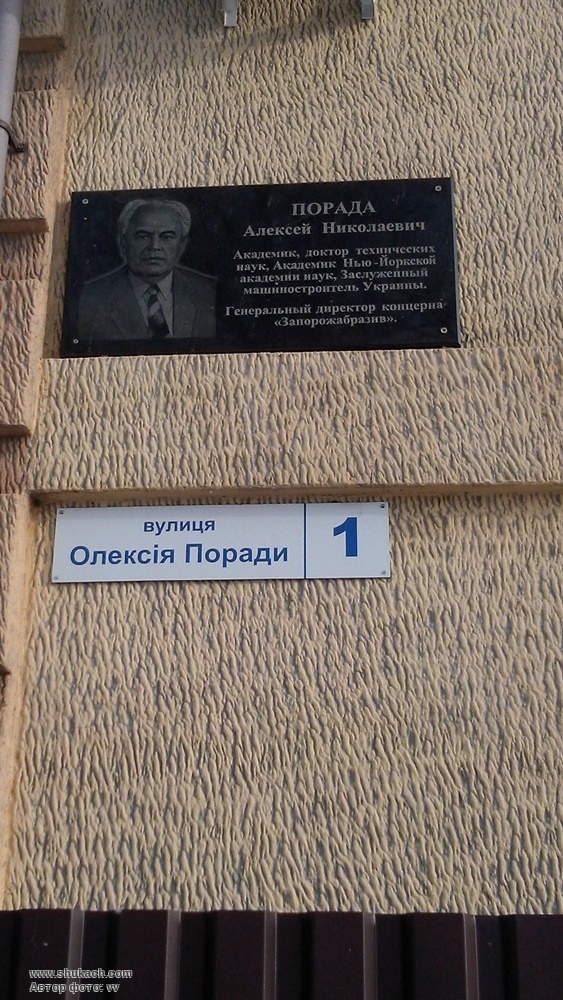 ПОРАДА
Алексей Николаевич
Академик, доктор технических
наук, Академик Нью-Йоркской
академии наук, Заслуженный
машиностроитель Украины.
Генеральный директор концерна
«Запорожабразив».
вулиця
Олексія Поради
1
www.shukach.com
Автор фото: vv